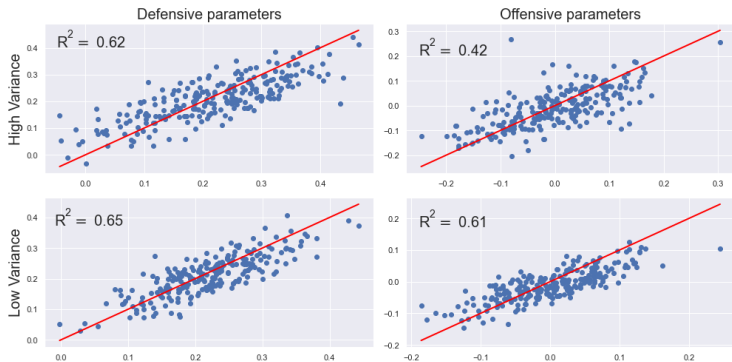 Defensive parameters
Offensive parameters
High Variance
R² = 0.62
0.4
0.3
0.2
0.1
0.0
0.0 0.1 0.2 0.3 0.4
R² = 0.42
0.3
0.2
0.1
0.0
−0.1
−0.2
−0.2 −0.1 0.0 0.1 0.2 0.3
Low Variance
R² = 0.65
0.4
0.3
0.2
0.1
0.0
0.0 0.1 0.2 0.3 0.4
R² = 0.61
0.2
0.1
0.0
−0.1
−0.2
−0.2 −0.1 0.0 0.1 0.2